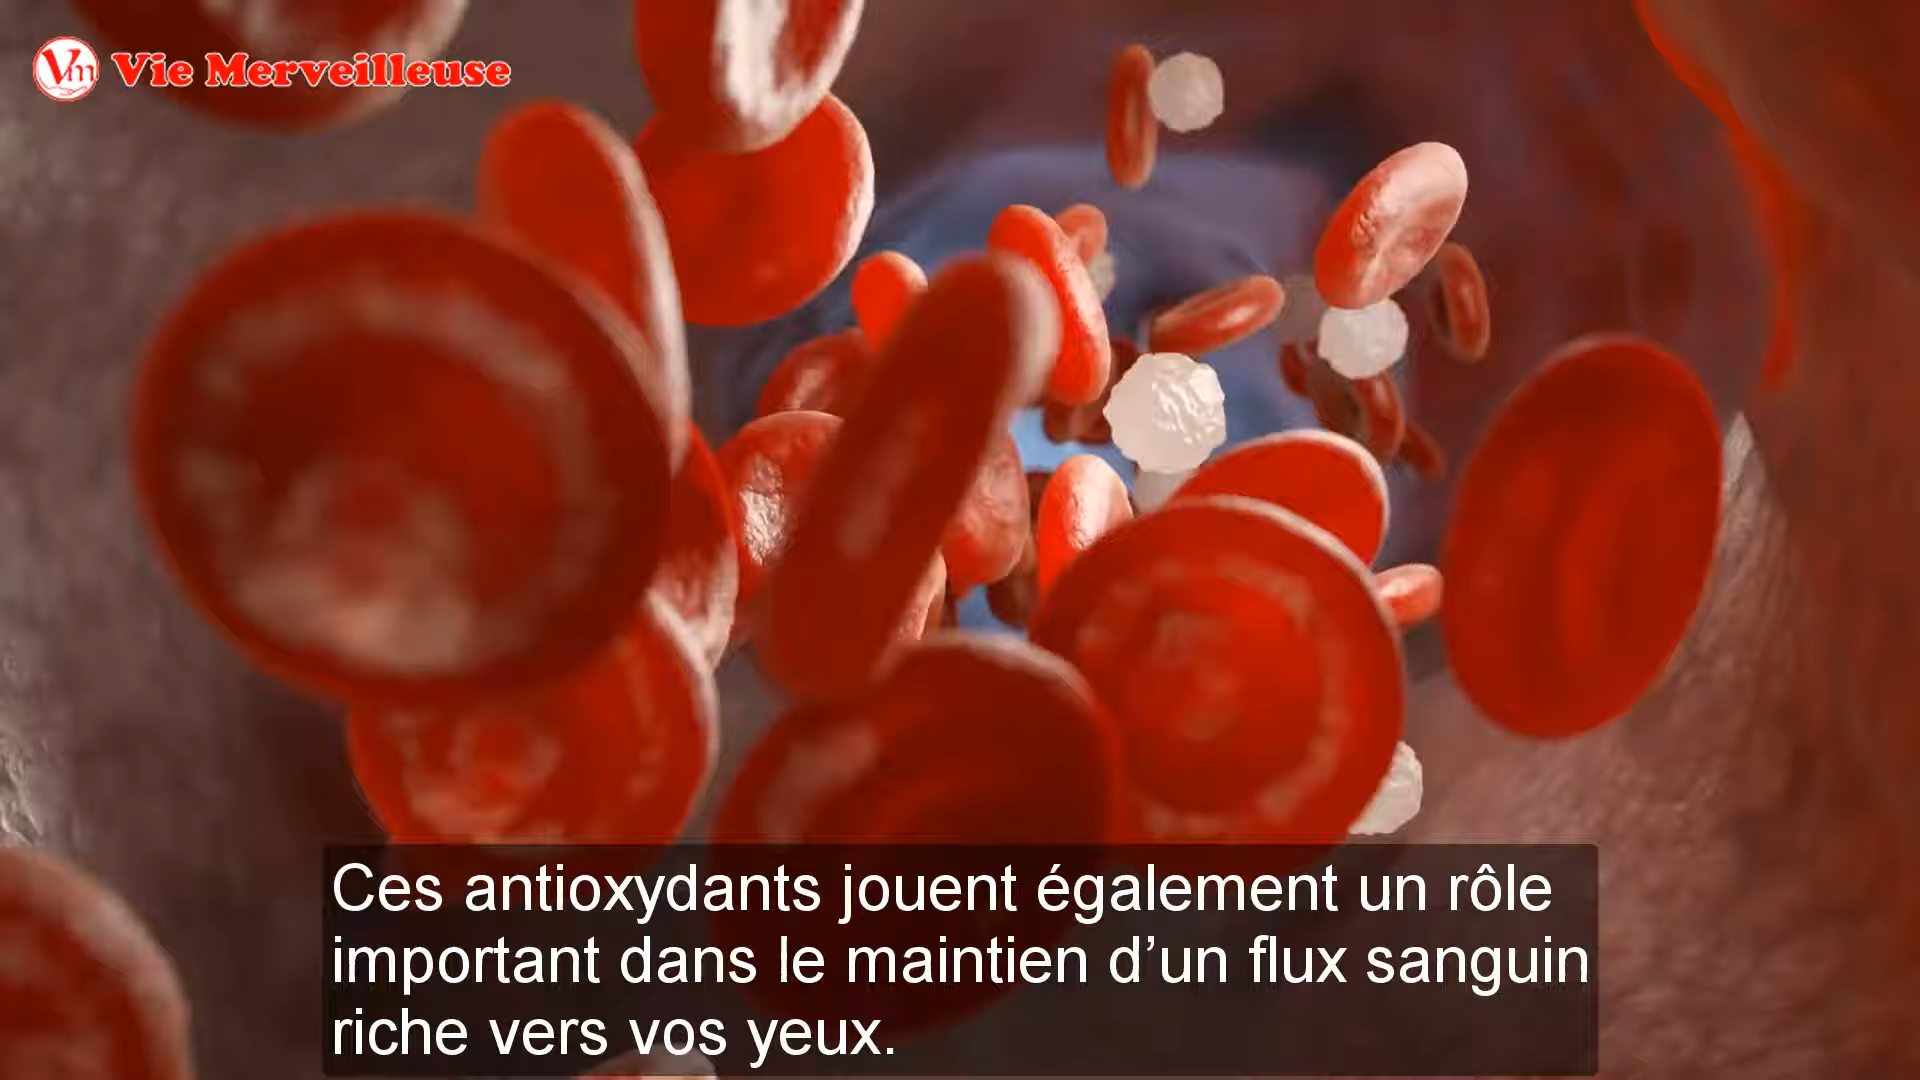 Vm Vie Merveilleuse
Ces antioxydants jouent également un rôle
important dans le maintien d’un flux sanguin
riche vers vos yeux.